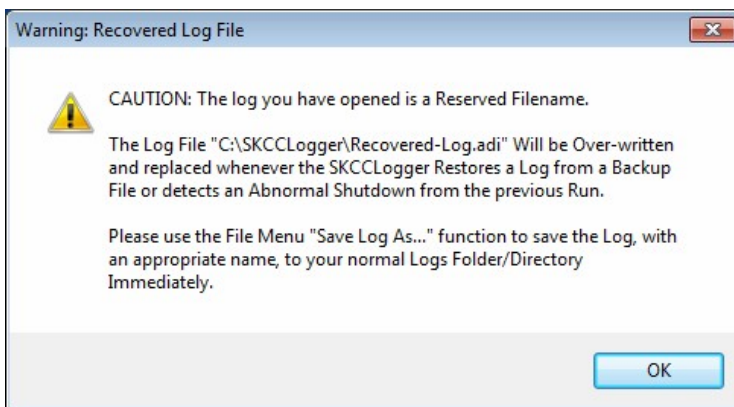 Warning: Recovered Log File
CAUTION: The log you have opened is a Reserved Filename.
The Log File "C:\SKCCLogger\Recovered-Log.adi" Will be Over-written
and replaced whenever the SKCCLogger Restores a Log from a Backup
File or detects an Abnormal Shutdown from the previous Run.
Please use the File Menu "Save Log As..." function to save the Log, with
an appropriate name, to your normal Logs Folder/Directory
Immediately.
OK